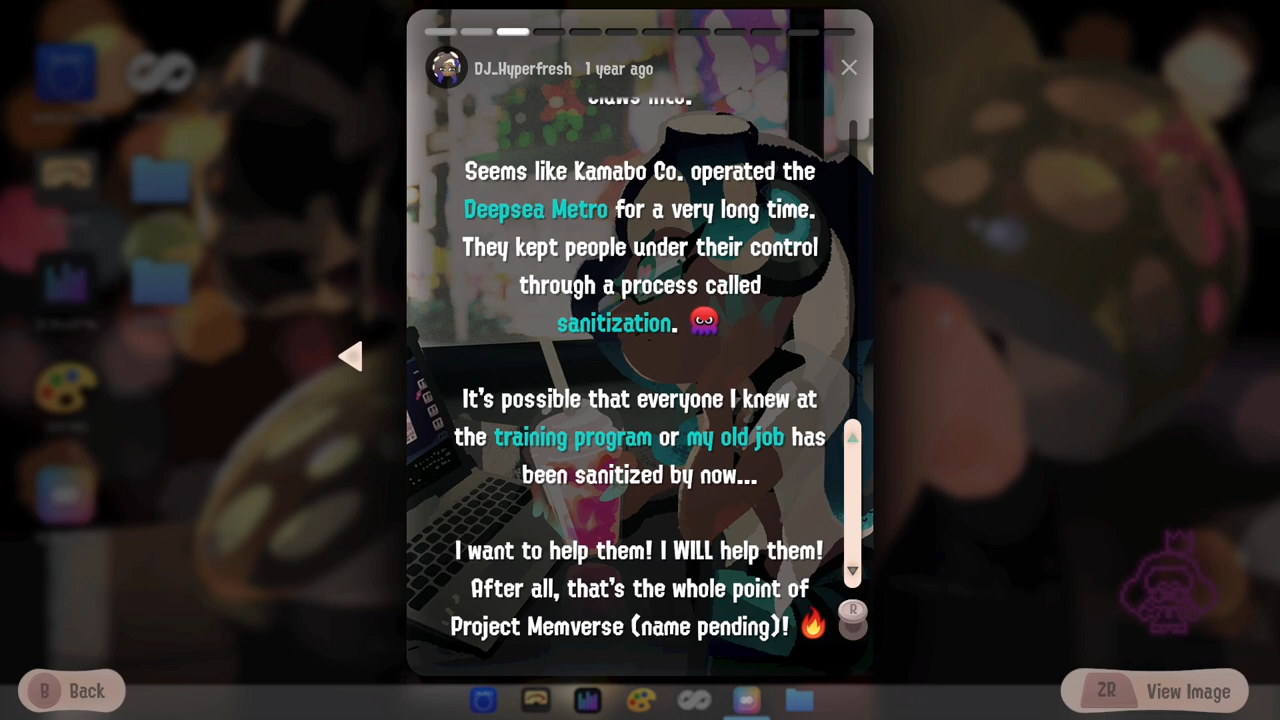 DJ_Hyperfresh 1 year ago
claws into.
Seems like Kamabo Co. operated the
Deepsea Metro for a very long time.
They kept people under their control
through a process called
sanitization.
It's possible that everyone I knew at
the training program or my old job has
been sanitized by now...
I want to help them! I WILL help them!
After all, that's the whole point of
Project Memverse (name pending)!
R
B Back
ZR View Image